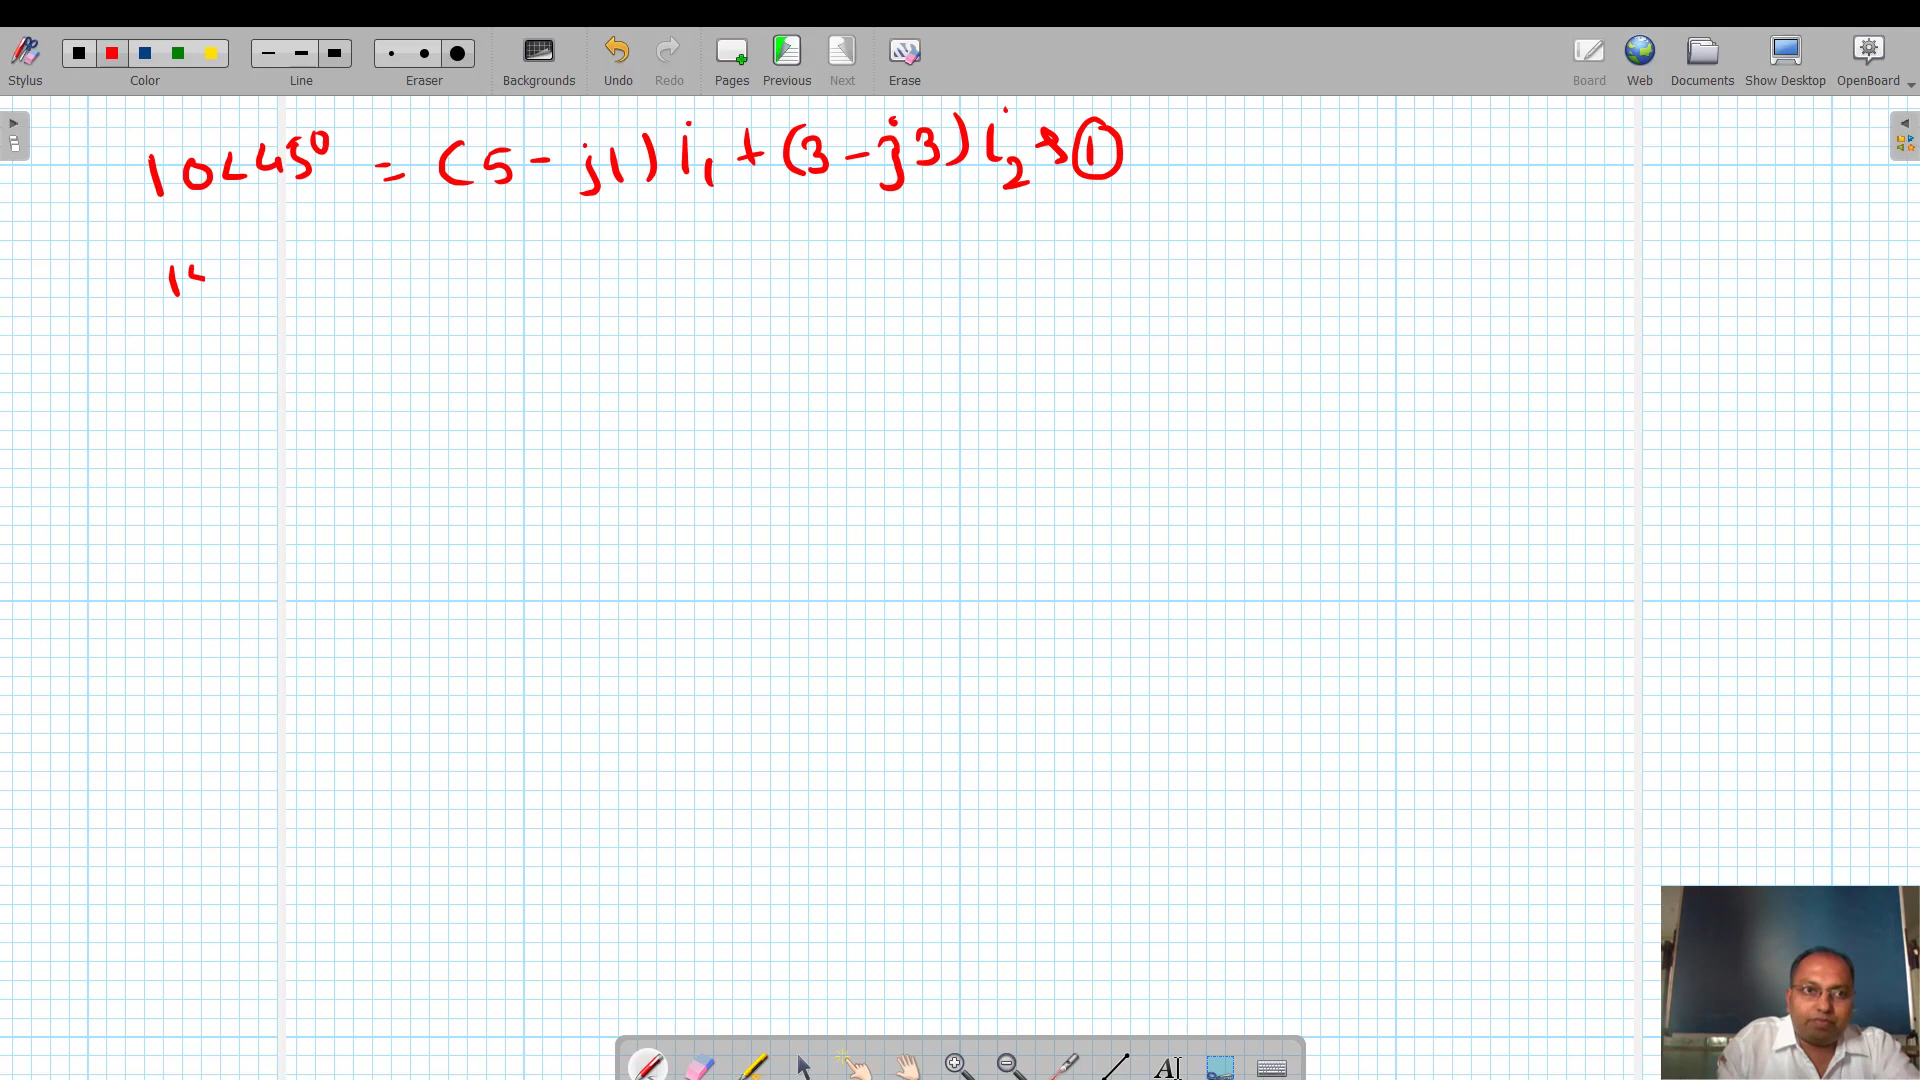 Stylus Color Line Eraser Backgrounds Undo Redo Pages Previous Next Erase Board Web Documents Show Desktop OpenBoard
10∠45⁰ = (5 - j1) i₁ + (3 - j3) i₂ → ①